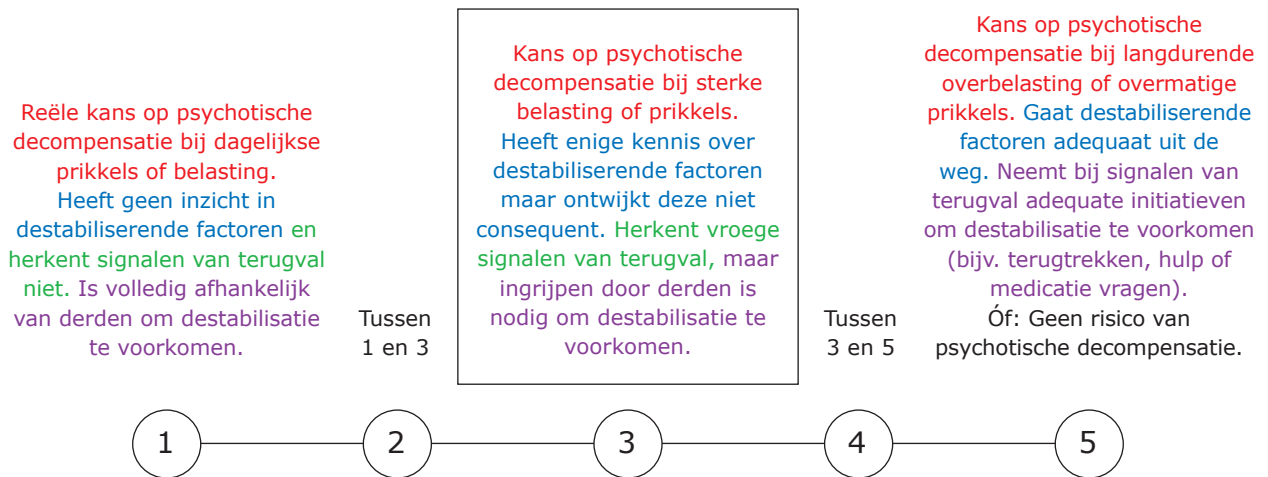 Reële kans op psychotische
decompensatie bij dagelijkse
prikkels of belasting.
Heeft geen inzicht in
destabiliserende factoren en
herkent signalen van terugval
niet. Is volledig afhankelijk
van derden om destabilisatie
te voorkomen.
Tussen
1 en 3
Kans op psychotische
decompensatie bij sterke
belasting of prikkels.
Heeft enige kennis over
destabiliserende factoren
maar ontwijkt deze niet
consequent. Herkent vroege
signalen van terugval, maar
ingrijpen door derden is
nodig om destabilisatie te
voorkomen.
Tussen
3 en 5
Kans op psychotische
decompensatie bij langdurende
overbelasting of overmatige
prikkels. Gaat destabiliserende
factoren adequaat uit de
weg. Neemt bij signalen van
terugval adequate initiatieven
om destabilisatie te voorkomen
(bijv. terugtrekken, hulp of
medicatie vragen).
Óf: Geen risico van
psychotische decompensatie.
1
2
3
4
5